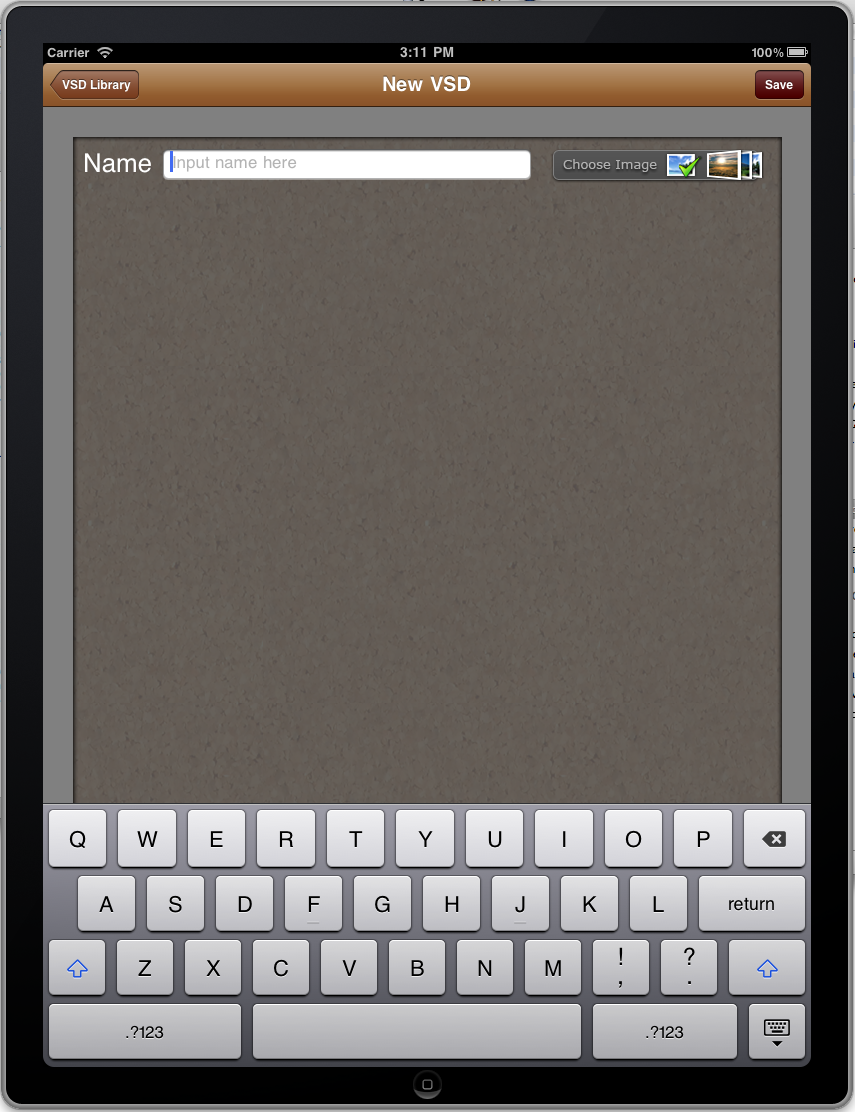 Carrier 3:11 PM 100%
VSD Library New VSD Save
Name Input name here Choose Image
Q W E R T Y U I O P
A S D F G H J K L return
Z X C V B N M ! , ? .
.?123 .?123